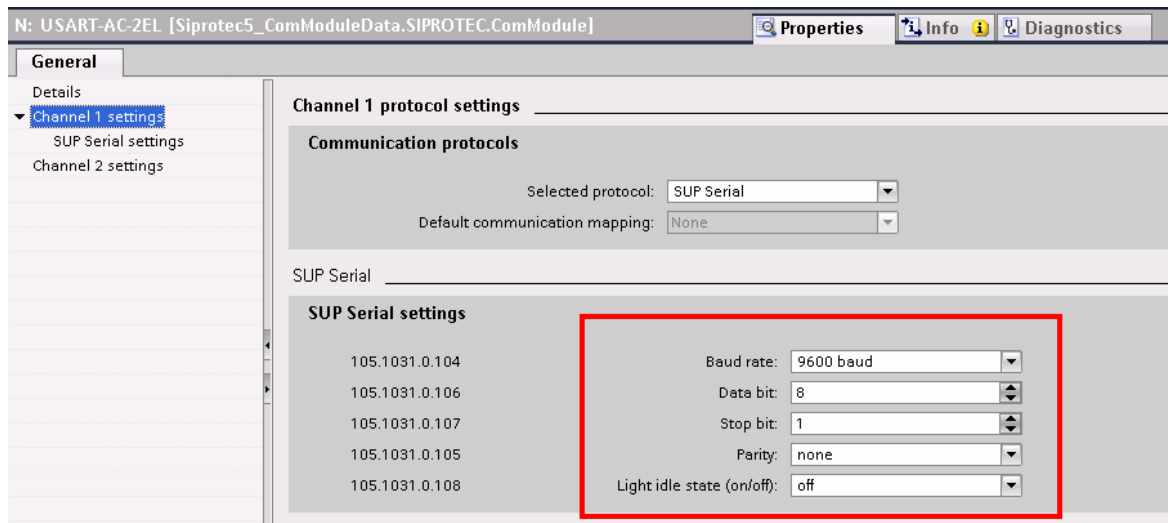 N: USART-AC-2EL [Siprotec5_ComModuleData.SIPROTEC.ComModule]
Properties
Info
Diagnostics
General
Details
Channel 1 settings
SUP Serial settings
Channel 2 settings
Channel 1 protocol settings
Communication protocols
Selected protocol: SUP Serial
Default communication mapping: None
SUP Serial
SUP Serial settings
105.1031.0.104 Baud rate: 9600 baud
105.1031.0.106 Data bit: 8
105.1031.0.107 Stop bit: 1
105.1031.0.105 Parity: none
105.1031.0.108 Light idle state (on/off): off